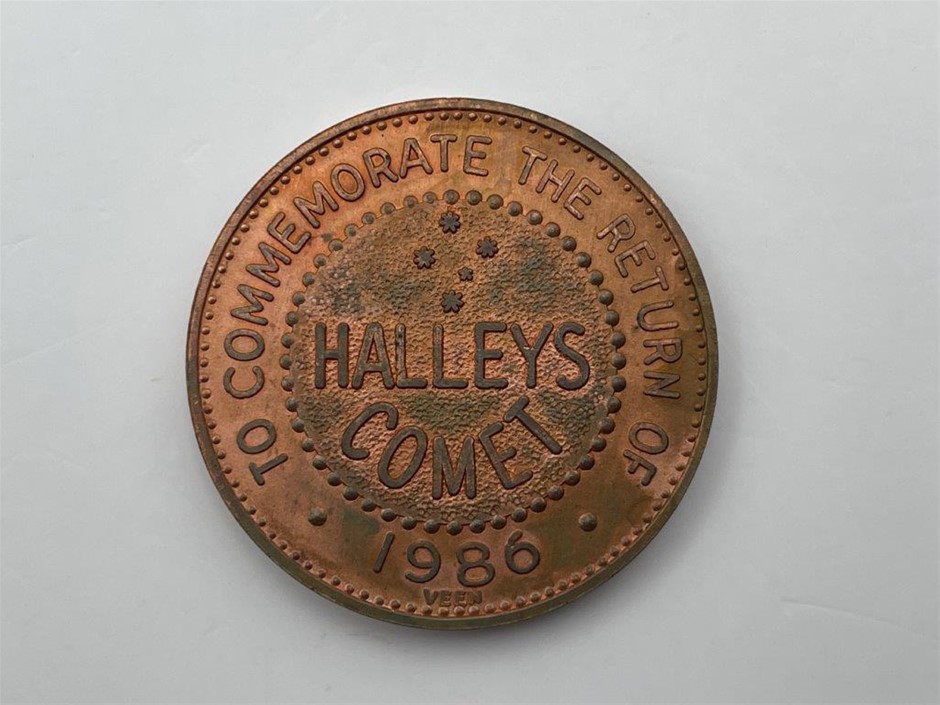 TO COMMEMORATE THE RETURN OF
HALLEYS
COMET
1986
VEEN